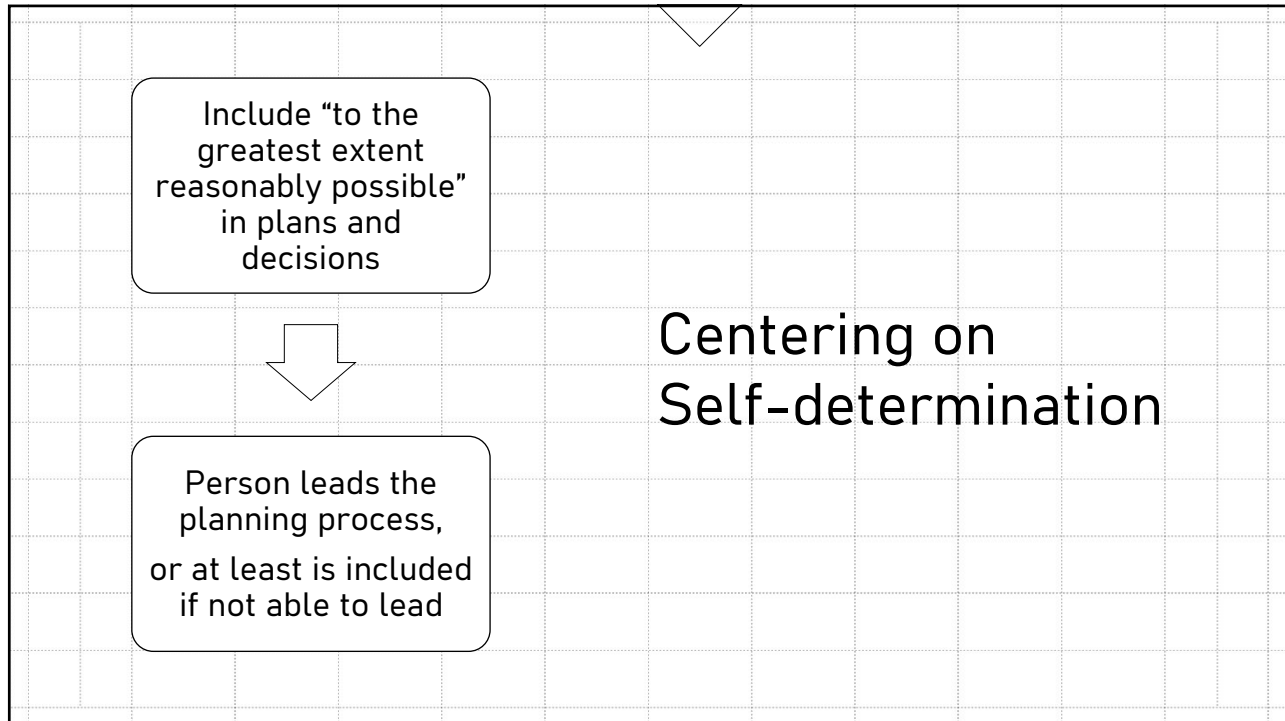 Include “to the
greatest extent
reasonably possible”
in plans and
decisions
Person leads the
planning process,
or at least is included
if not able to lead
Centering on
Self-determination